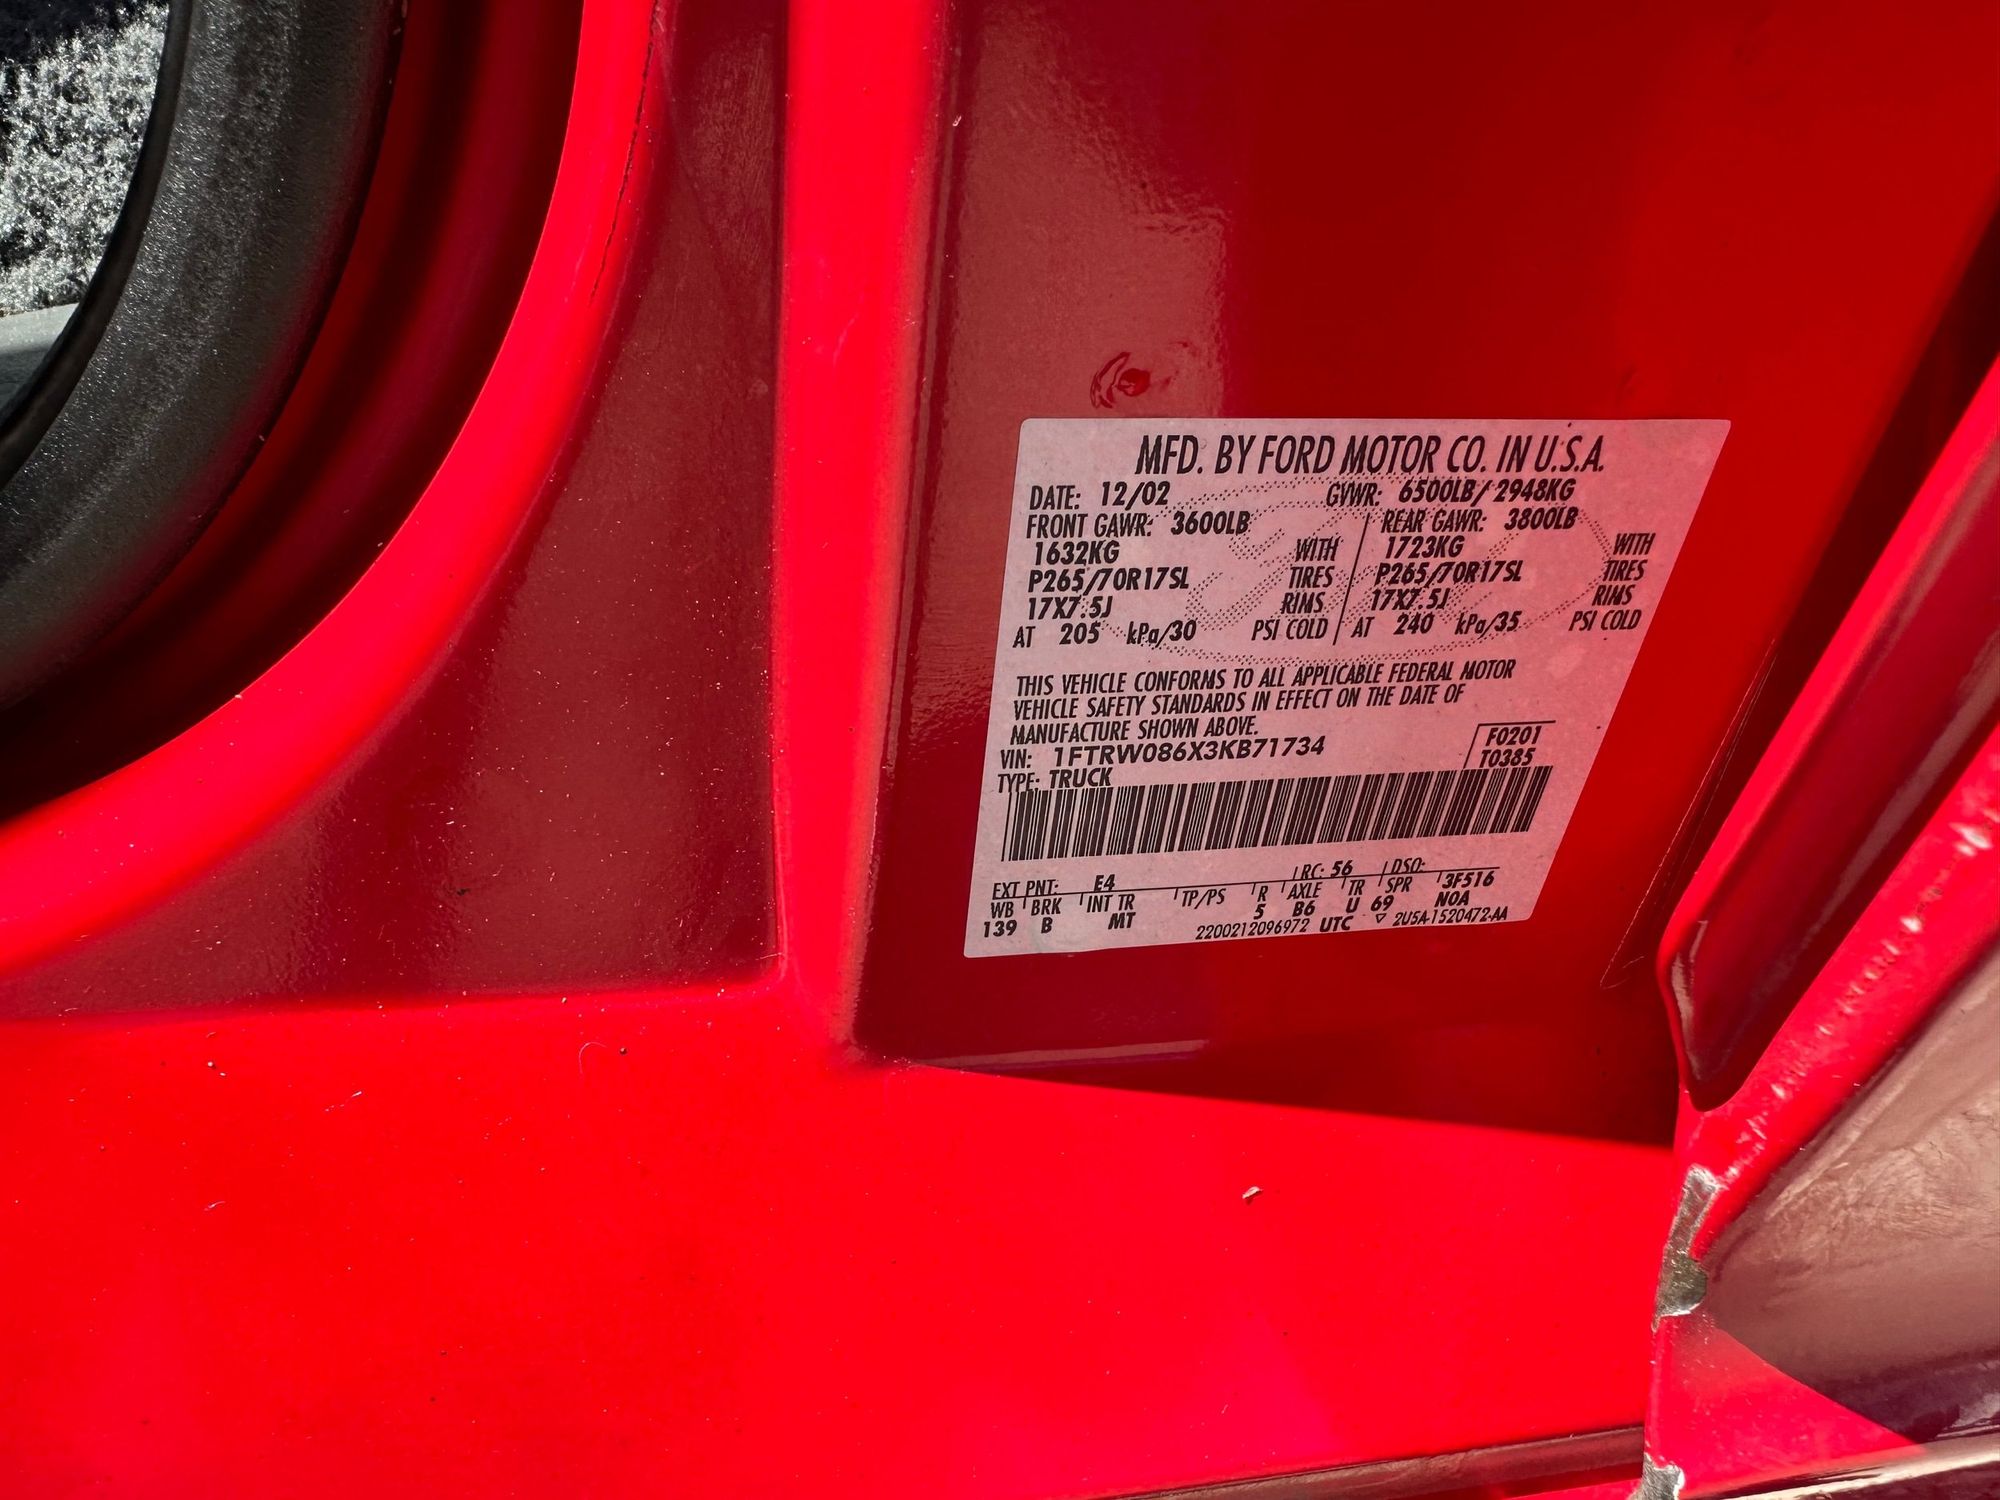 MFD. BY FORD MOTOR CO. IN U.S.A.
DATE: 12/02 GVWR: 6500LB/ 2948KG
FRONT GAWR: 3600LB REAR GAWR: 3800LB
1632KG WITH 1723KG WITH
P265/70R17SL TIRES P265/70R17SL TIRES
17X7.5J RIMS 17X7.5J RIMS
AT 205 kPa/30 PSI COLD AT 240 kPa/35 PSI COLD
THIS VEHICLE CONFORMS TO ALL APPLICABLE FEDERAL MOTOR
VEHICLE SAFETY STANDARDS IN EFFECT ON THE DATE OF
MANUFACTURE SHOWN ABOVE.
VIN: 1FTRW086X3KB71734 F0201
TYPE: TRUCK T0385
EXT PNT: E4 RC: 56 DSO:
WB BRK INT TR TP/PS R AXLE TR SPR 3F516
139 B MT 5 B6 U 69 NOA
2200212096972 UTC ▽ 2U5A-1520472-AA